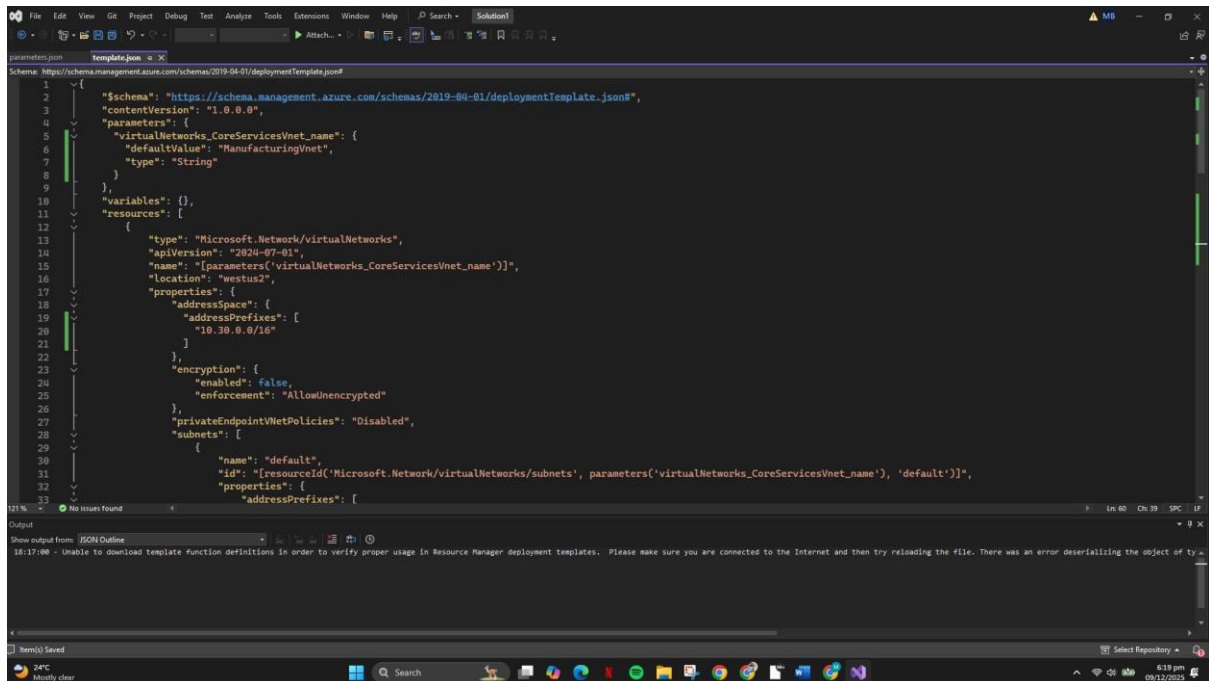 File Edit View Git Project Debug Test Analyze Tools Extensions Window Help Search Solution1 MB
Attach...
parameters.json template.json
Schema: https://schema.management.azure.com/schemas/2019-04-01/deploymentTemplate.json#
1 {
2 "$schema": "https://schema.management.azure.com/schemas/2019-04-01/deploymentTemplate.json#",
3 "contentVersion": "1.0.0.0",
4 "parameters": {
5 "virtualNetworks_CoreServicesVnet_name": {
6 "defaultValue": "ManufacturingVnet",
7 "type": "String"
8 }
9 },
10 "variables": {},
11 "resources": [
12 {
13 "type": "Microsoft.Network/virtualNetworks",
14 "apiVersion": "2024-07-01",
15 "name": "[parameters('virtualNetworks_CoreServicesVnet_name')]",
16 "location": "westus2",
17 "properties": {
18 "addressSpace": {
19 "addressPrefixes": [
20 "10.30.0.0/16"
21 ]
22 },
23 "encryption": {
24 "enabled": false,
25 "enforcement": "AllowUnencrypted"
26 },
27 "privateEndpointVNetPolicies": "Disabled",
28 "subnets": [
29 {
30 "name": "default",
31 "id": "[resourceId('Microsoft.Network/virtualNetworks/subnets', parameters('virtualNetworks_CoreServicesVnet_name'), 'default')]",
32 "properties": {
33 "addressPrefixes": [
121 % No issues found Ln: 60 Ch: 39 SPC LF
Output
Show output from: JSON Outline
18:17:00 - Unable to download template function definitions in order to verify proper usage in Resource Manager deployment templates. Please make sure you are connected to the Internet and then try reloading the file. There was an error deserializing the object of ty
Item(s) Saved Select Repository
24°C Search 6:19 pm
Mostly clear 09/12/2025